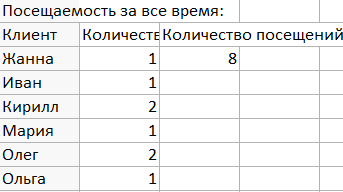 Посещаемость за все время:
Клиент Количеств Количество посещений
Жанна 1 8
Иван 1
Кирилл 2
Мария 1
Олег 2
Ольга 1